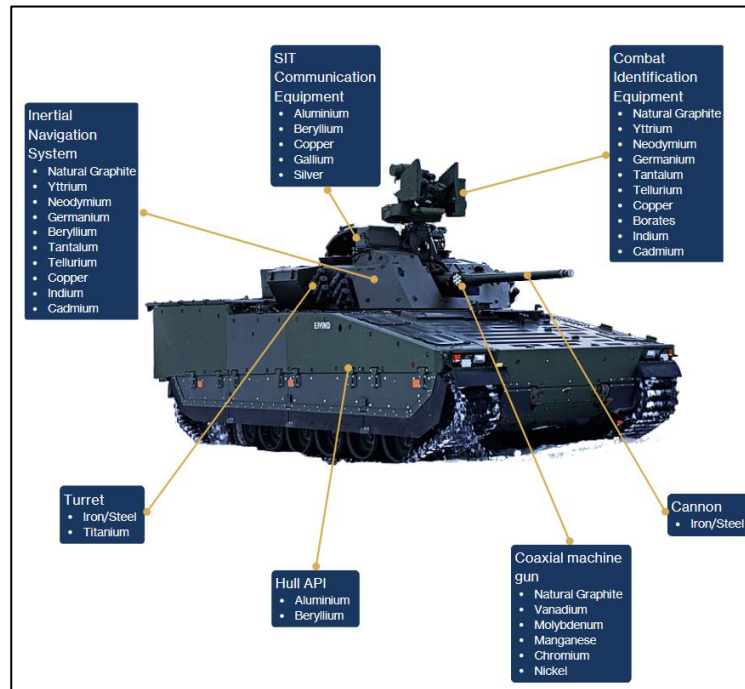 SIT
Communication
Equipment
• Aluminium
• Beryllium
• Copper
• Gallium
• Silver
Combat
Identification
Equipment
• Natural Graphite
• Yttrium
• Neodymium
• Germanium
• Tantalum
• Tellurium
• Copper
• Borates
• Indium
• Cadmium
Inertial
Navigation
System
• Natural Graphite
• Yttrium
• Neodymium
• Germanium
• Beryllium
• Tantalum
• Tellurium
• Copper
• Indium
• Cadmium
EIVIND
Turret
• Iron/Steel
• Titanium
Hull API
• Aluminium
• Beryllium
Coaxial machine
gun
• Natural Graphite
• Vanadium
• Molybdenum
• Manganese
• Chromium
• Nickel
Cannon
• Iron/Steel